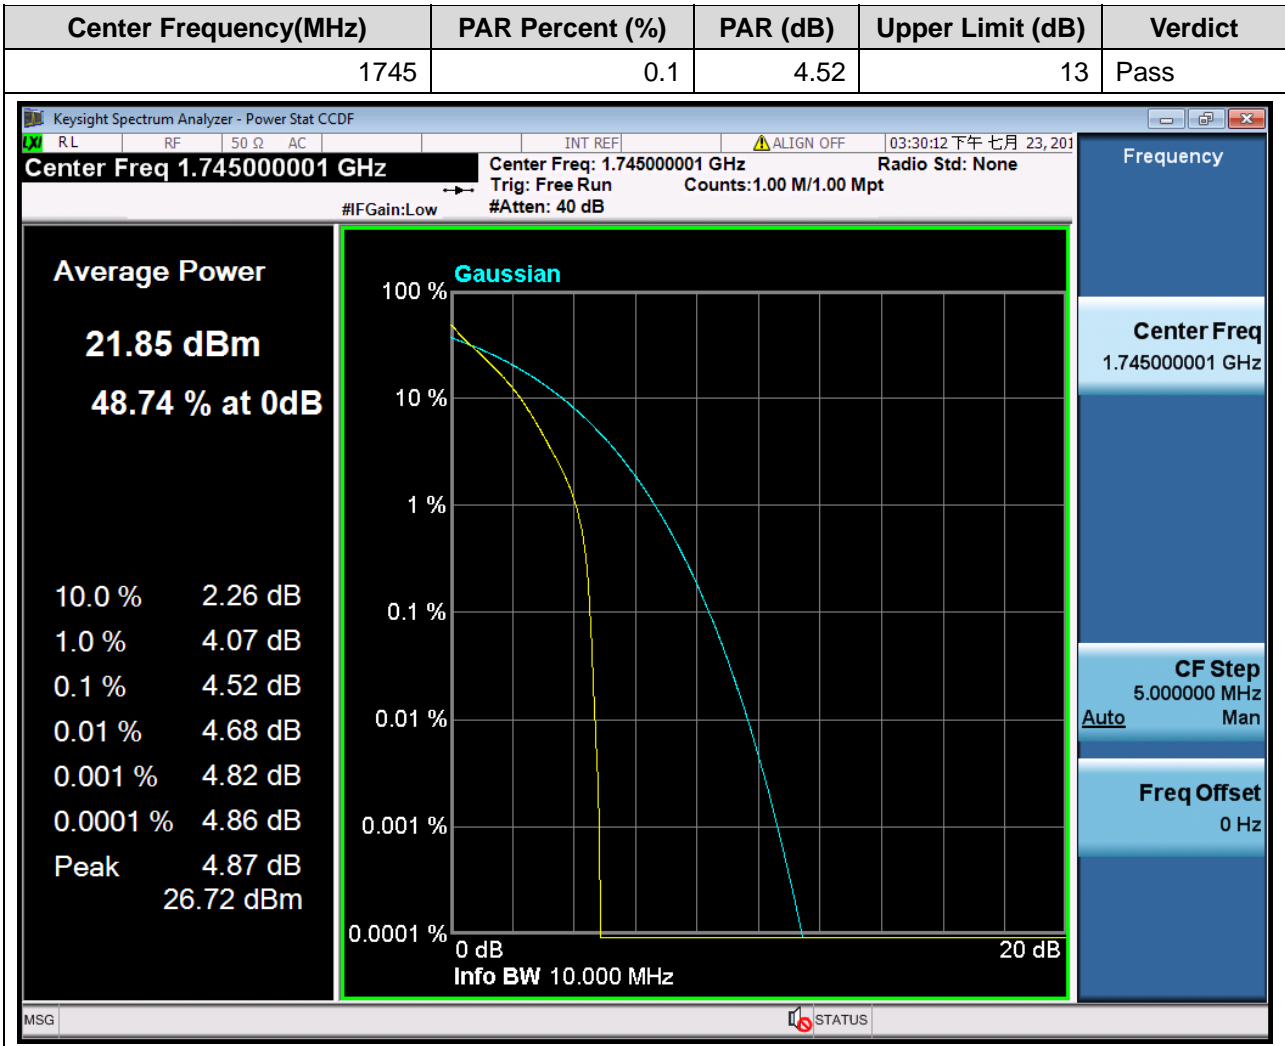 Center Frequency(MHz) PAR Percent (%) PAR (dB) Upper Limit (dB) Verdict
1745 0.1 4.52 13 Pass
Keysight Spectrum Analyzer - Power Stat CCDF
LXI RL RF 50 Ω AC INT REF ALIGN OFF 03:30:12 下午 七月 23, 201
Center Freq 1.745000001 GHz
Center Freq: 1.745000001 GHz Radio Std: None
Trig: Free Run Counts:1.00 M/1.00 Mpt
#IFGain:Low #Atten: 40 dB
Average Power
21.85 dBm
48.74 % at 0dB
10.0 % 2.26 dB
1.0 % 4.07 dB
0.1 % 4.52 dB
0.01 % 4.68 dB
0.001 % 4.82 dB
0.0001 % 4.86 dB
Peak 4.87 dB
26.72 dBm
Gaussian
100 %
10 %
1 %
0.1 %
0.01 %
0.001 %
0.0001 %
0 dB 20 dB
Info BW 10.000 MHz
Frequency
Center Freq
1.745000001 GHz
CF Step
5.000000 MHz
Auto Man
Freq Offset
0 Hz
MSG STATUS